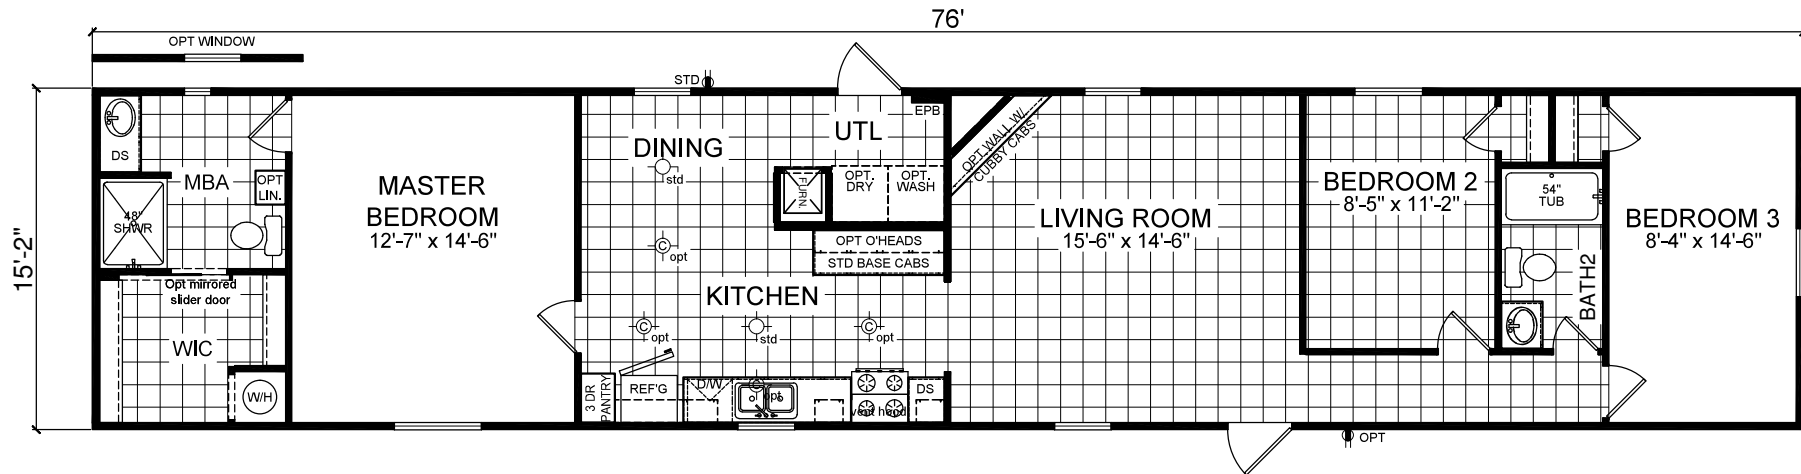 76'
OPT WINDOW
15'-2"
DS
MBA
OPT
LIN.
48"
SHWR
Opt mirrored
slider door
WIC
W/H
MASTER
BEDROOM
12'-7" x 14'-6"
STD
DINING
std
opt
UTL
EPB
FURN.
OPT.
DRY
OPT.
WASH
OPT O'HEADS
STD BASE CABS
KITCHEN
C
opt
std
C
opt
3 DR
PANTRY
REF'G
D/W
C
opt
vent hood
DS
OPT WALL W/
CUBBY CABS
LIVING ROOM
15'-6" x 14'-6"
BEDROOM 2
8'-5" x 11'-2"
54"
TUB
BATH2
BEDROOM 3
8'-4" x 14'-6"
OPT